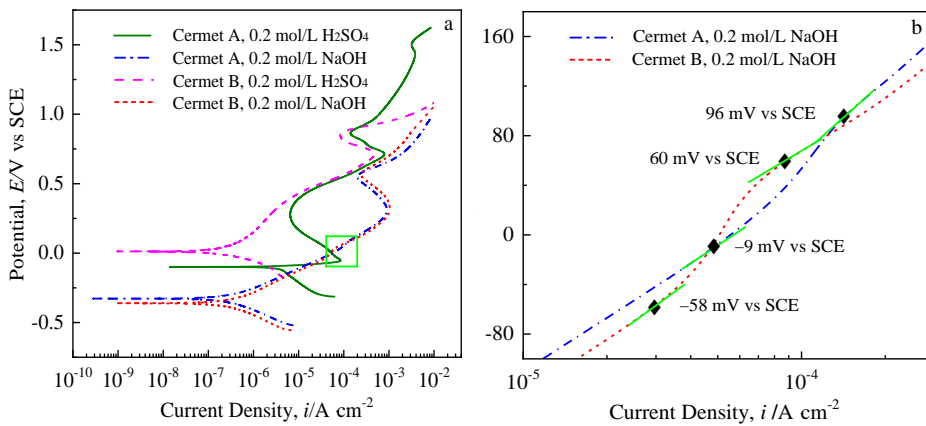 a
Cermet A, 0.2 mol/L H₂SO₄
Cermet A, 0.2 mol/L NaOH
Cermet B, 0.2 mol/L H₂SO₄
Cermet B, 0.2 mol/L NaOH
1.5
1.0
0.5
0.0
-0.5
Potential, E/V vs SCE
10⁻¹⁰ 10⁻⁹ 10⁻⁸ 10⁻⁷ 10⁻⁶ 10⁻⁵ 10⁻⁴ 10⁻³ 10⁻²
Current Density, i/A cm⁻²
b
Cermet A, 0.2 mol/L NaOH
Cermet B, 0.2 mol/L NaOH
160
80
0
-80
96 mV vs SCE
60 mV vs SCE
−9 mV vs SCE
−58 mV vs SCE
10⁻⁵ 10⁻⁴
Current Density, i /A cm⁻²